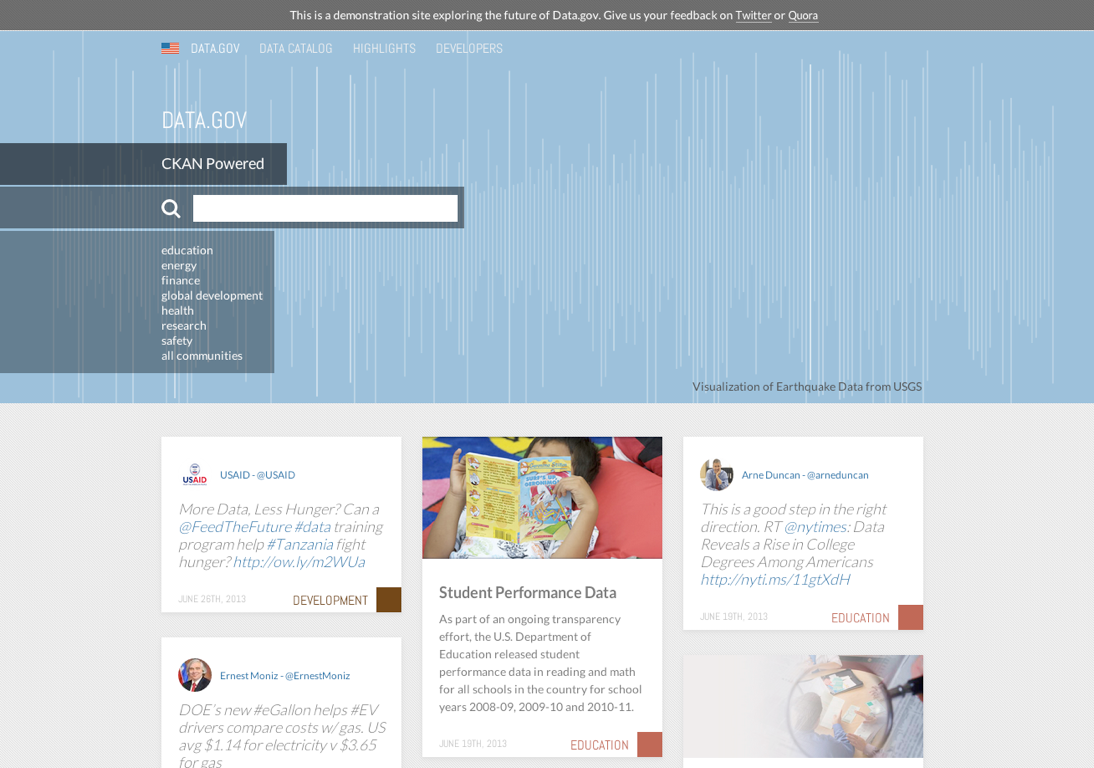 This is a demonstration site exploring the future of Data.gov. Give us your feedback on Twitter or Quora
DATA.GOV DATA CATALOG HIGHLIGHTS DEVELOPERS
DATA.GOV
CKAN Powered
education
energy
finance
global development
health
research
safety
all communities
Visualization of Earthquake Data from USGS
USAID
USAID - @USAID
More Data, Less Hunger? Can a
@FeedTheFuture #data training
program help #Tanzania fight
hunger? http://ow.ly/m2WUa
JUNE 26TH, 2013 DEVELOPMENT
Ernest Moniz - @ErnestMoniz
DOE's new #eGallon helps #EV
drivers compare costs w/ gas. US
avg $1.14 for electricity v $3.65
for gas
Student Performance Data
As part of an ongoing transparency
effort, the U.S. Department of
Education released student
performance data in reading and math
for all schools in the country for school
years 2008-09, 2009-10 and 2010-11.
JUNE 19TH, 2013 EDUCATION
Arne Duncan - @arneduncan
This is a good step in the right
direction. RT @nytimes: Data
Reveals a Rise in College
Degrees Among Americans
http://nyti.ms/11gtXdH
JUNE 19TH, 2013 EDUCATION